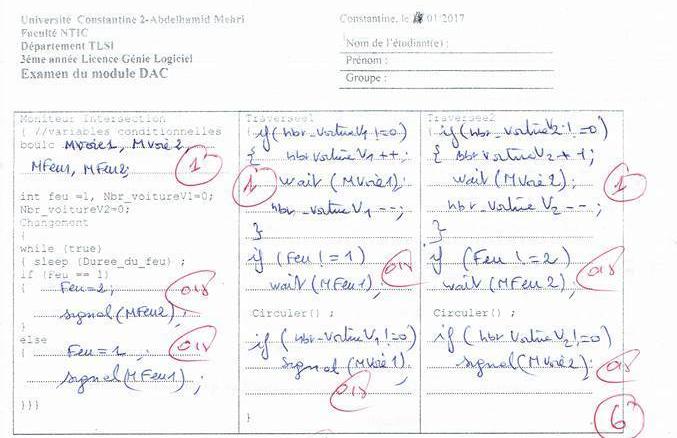 Université Constantine 2-Abdelhamid Mehri
Faculté NTIC
Département TLSI
3ème année Licence Génie Logiciel
Examen du module DAC
Constantine, le 01/2017
Nom de l'étudiant(e) :
Prénom :
Groupe :
Moniteur Intersection
{ //variables conditionnelles
boolc Mvoie1, Mvoie2,
MFeu1, MFeu2;
1
int feu =1, Nbr_voitureV1=0;
Nbr_voitureV2=0;
Changement
{
while (true)
{ sleep (Duree_du_feu) ;
if (Feu == 1)
{ Feu=2; 0,5
signal(MFeu2);
}
else 0,5
{ Feu=1 ;
signal(MFeu1) ;
}}}
Traversee1
{ if(nbr_voitureV1 !=0)
{ nbr_voitureV1 ++;
1 wait (MVoie1);
nbr_voitureV1 --;
}
if (Feu != 1) 0,5
wait(MFeu1);
Circuler() ;
if (nbr_voitureV1 !=0)
Signal (MVoie1)
0,5
}
Traversee2
{ if(nbr_voitureV2 != =0)
{ nbr_voitureV2 ++;
wait (MVoie2); 1
nbr_voitureV2 --;
}
if (Feu != 2) 0,5
wait(MFeu2);
Circuler() ;
if (nbr_voitureV2 !=0)
signal(MVoie2); 0,5
6